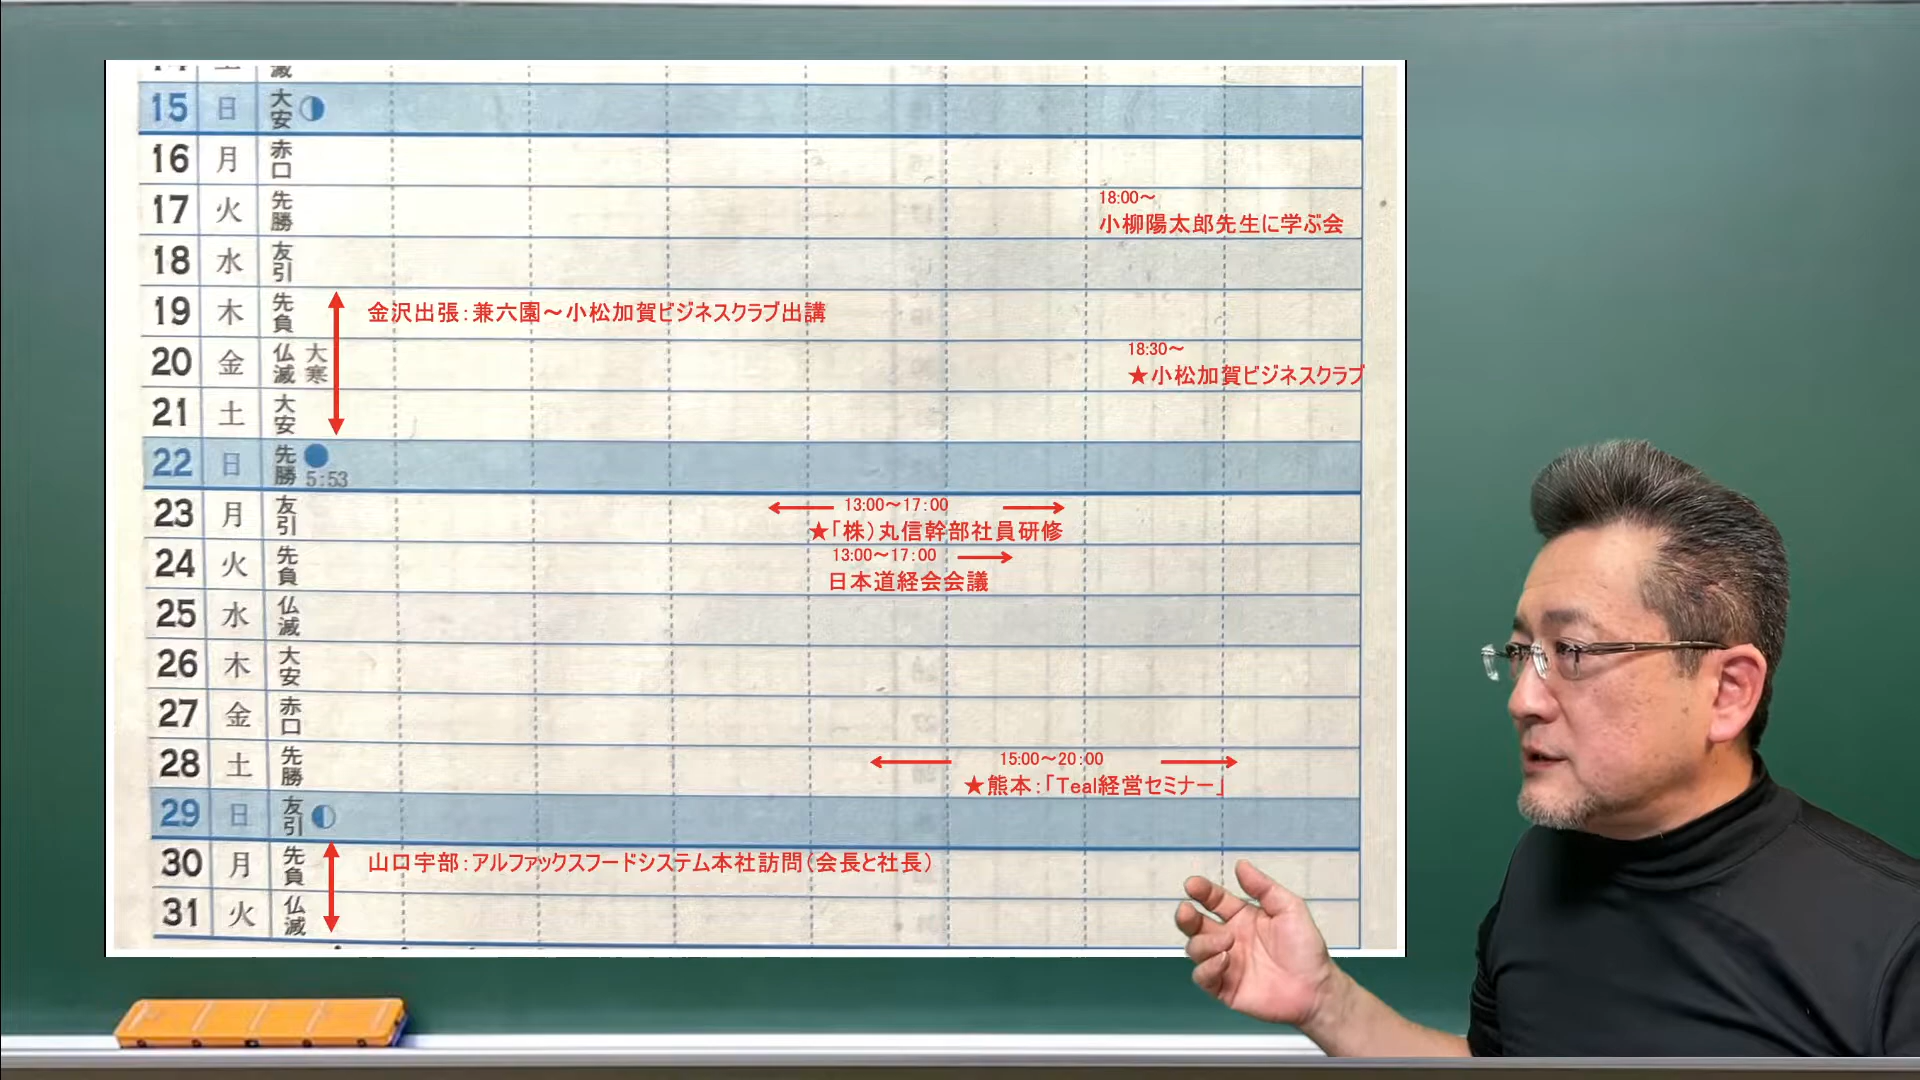 15 日 大安
16 月 赤口
17 火 先勝
18:00～
小柳陽太郎先生に学ぶ会
18 水 友引
19 木 先負
金沢出張：兼六園～小松加賀ビジネスクラブ出講
20 金 仏滅 大寒
18:30～
★小松加賀ビジネスクラブ
21 土 大安
22 日 先勝 5:53
23 月 友引
13:00～17:00
★「株）丸信幹部社員研修
24 火 先負
13:00～17:00
日本道経会会議
25 水 仏滅
26 木 大安
27 金 赤口
28 土 先勝
15:00～20:00
★熊本：「Teal経営セミナー」
29 日 友引
30 月 先負
山口宇部：アルファックスフードシステム本社訪問（会長と社長）
31 火 仏滅